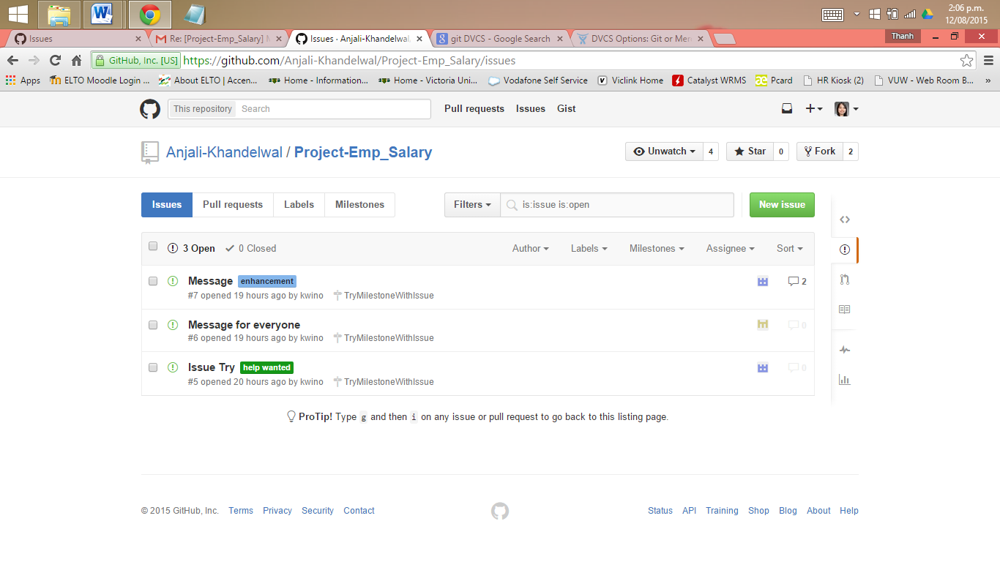 2:06 p.m.
12/08/2015
Issues
Re: [Project-Emp_Salary]
Issues · Anjali-Khandelwal
git DVCS - Google Search
DVCS Options: Git or Mer
Thanh
GitHub, Inc. [US]
https://github.com/Anjali-Khandelwal/Project-Emp_Salary/issues
Apps
ELTO Moodle Login ...
About ELTO | Accen...
Home - Information...
Home - Victoria Uni...
Vodafone Self Service
Viclink Home
Catalyst WRMS
Pcard
HR Kiosk (2)
VUW - Web Room B...
»
This repository
Search
Pull requests
Issues
Gist
Anjali-Khandelwal / Project-Emp_Salary
Unwatch 4
Star 0
Fork 2
Issues
Pull requests
Labels
Milestones
Filters
is:issue is:open
New issue
3 Open
0 Closed
Author
Labels
Milestones
Assignee
Sort
Message enhancement
2
#7 opened 19 hours ago by kwino TryMilestoneWithIssue
Message for everyone
0
#6 opened 19 hours ago by kwino TryMilestoneWithIssue
Issue Try help wanted
0
#5 opened 20 hours ago by kwino TryMilestoneWithIssue
ProTip! Type g and then i on any issue or pull request to go back to this listing page.
© 2015 GitHub, Inc. Terms Privacy Security Contact
Status API Training Shop Blog About Help